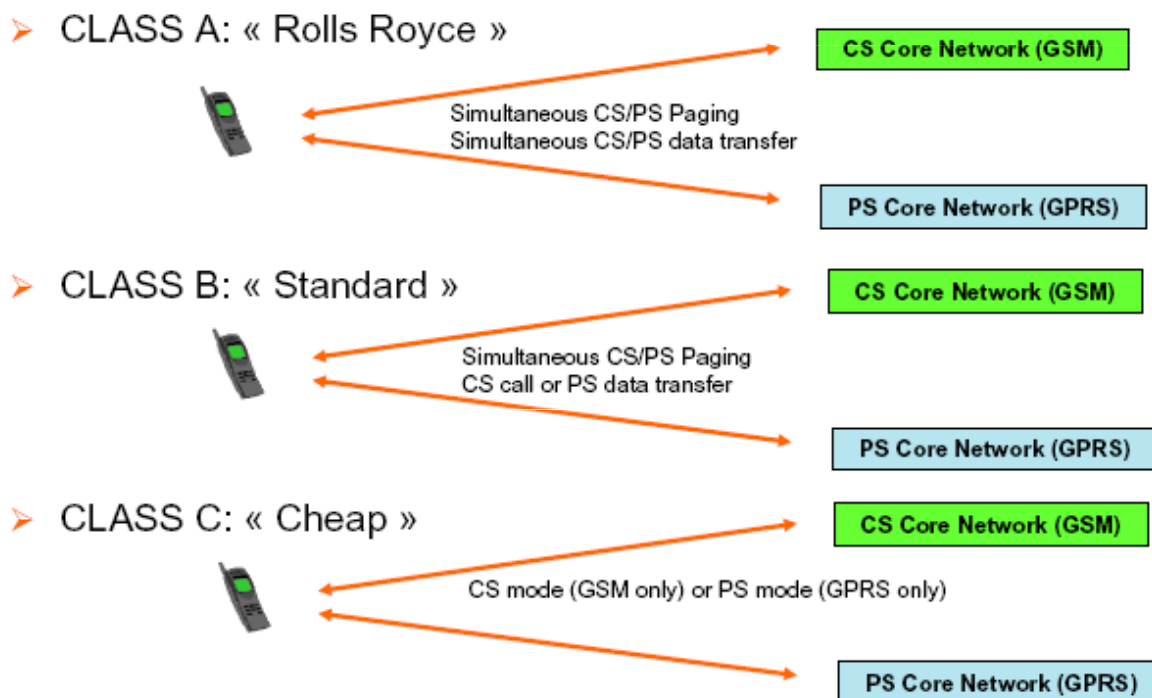 CLASS A: « Rolls Royce »
CS Core Network (GSM)
Simultaneous CS/PS Paging
Simultaneous CS/PS data transfer
PS Core Network (GPRS)
CLASS B: « Standard »
CS Core Network (GSM)
Simultaneous CS/PS Paging
CS call or PS data transfer
PS Core Network (GPRS)
CLASS C: « Cheap »
CS Core Network (GSM)
CS mode (GSM only) or PS mode (GPRS only)
PS Core Network (GPRS)